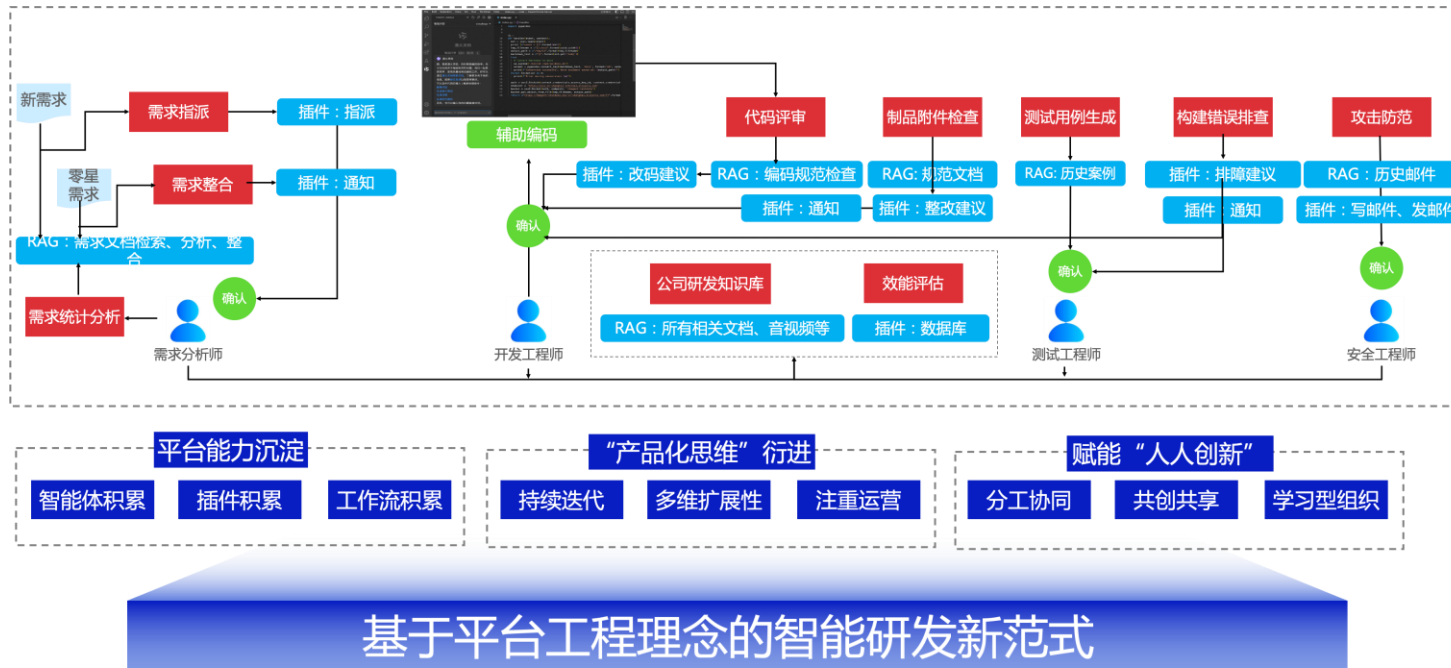 新需求
需求指派
插件：指派
零星
需求
需求整合
插件：通知
RAG：需求文档检索、分析、整
合
需求统计分析
确认
需求分析师
辅助编码
代码评审
制品附件检查
测试用例生成
构建错误排查
攻击防范
插件：改码建议
RAG：编码规范检查
RAG: 规范文档
RAG: 历史案例
插件：排障建议
RAG：历史邮件
插件：通知
插件：整改建议
插件：通知
插件：写邮件、发邮件
确认
确认
确认
公司研发知识库
效能评估
RAG：所有相关文档、音视频等
插件：数据库
开发工程师
测试工程师
安全工程师
平台能力沉淀
“产品化思维”衍进
赋能“人人创新”
智能体积累
插件积累
工作流积累
持续迭代
多维扩展性
注重运营
分工协同
共创共享
学习型组织
基于平台工程理念的智能研发新范式